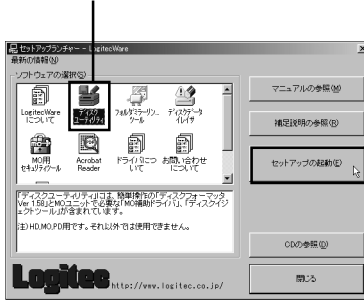 セットアップランチャー - LogitecWare
最新の情報(N)
ソフトウェアの選択(S)
LogitecWare
について
ディスク
ユーティリティ
フォルダミラーリン...
ツール
ディスクデータ
イレイサ
MO用
セキュリティツール
Acrobat
Reader
ドライバにつ
いて
お問い合わせ
について
「ディスクユーティリティ」には、簡単操作の「ディスクフォーマッタ
Ver 1.58」とMOユニットで必要な「MO補助ドライバ」、「ディスクイジ
ェクトツール」が含まれています。
注)HD,MO,PD用です。それ以外では使用できません。
マニュアルの参照(M)
補足説明の参照(R)
セットアップの起動(E)
CDの参照(D)
閉じる
Logitec http://www.logitec.co.jp/